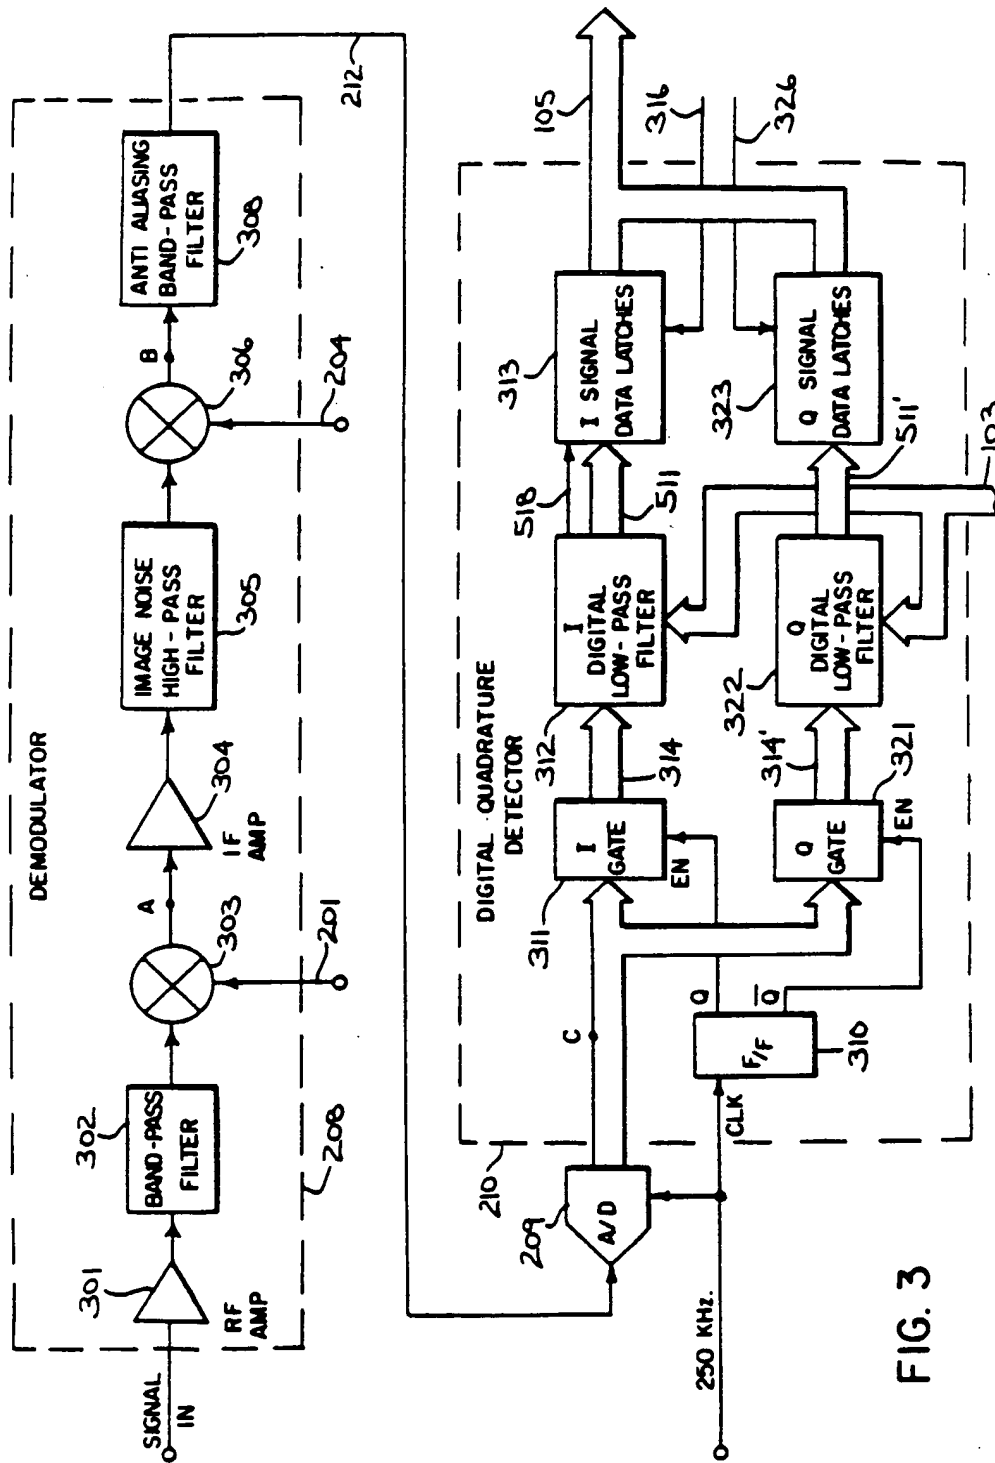 DEMODULATOR
SIGNAL
IN
301
RF
AMP
302
BAND-PASS
FILTER
208
303
201
A
304
IF
AMP
IMAGE NOISE
HIGH-PASS
FILTER
305
306
204
B
ANTI ALIASING
BAND-PASS
FILTER
308
212
DIGITAL QUADRATURE
DETECTOR
210
209
A/D
250 KHZ.
CLK
F/F
310
Q
Q̅
C
311
I
GATE
EN
314
312
I
DIGITAL
LOW-PASS
FILTER
518
511
313
I SIGNAL
DATA LATCHES
105
316
326
Q
GATE
321
EN
314'
322
Q
DIGITAL
LOW-PASS
FILTER
511'
103
323
Q SIGNAL
DATA LATCHES
FIG. 3